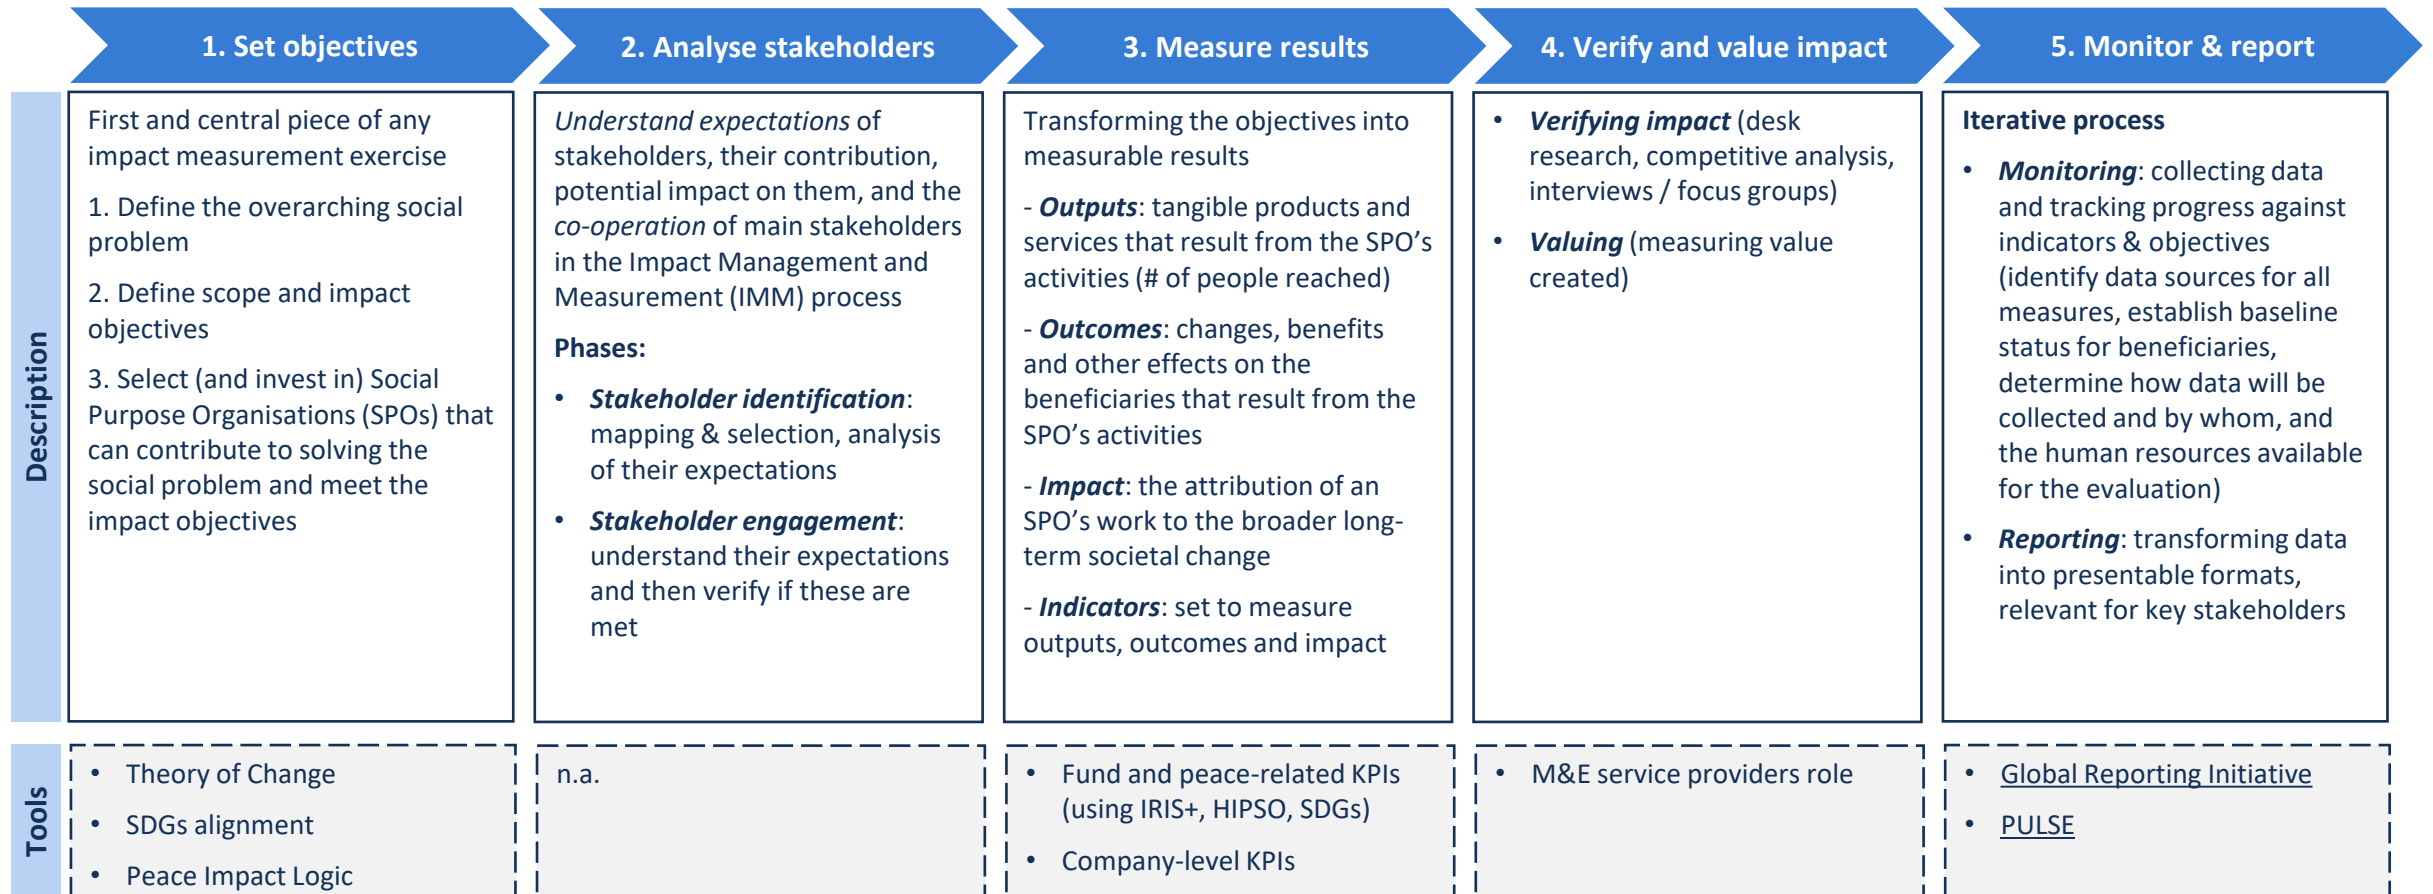 1. Set objectives
2. Analyse stakeholders
3. Measure results
4. Verify and value impact
5. Monitor & report
Description
First and central piece of any
impact measurement exercise
1. Define the overarching social
problem
2. Define scope and impact
objectives
3. Select (and invest in) Social
Purpose Organisations (SPOs) that
can contribute to solving the
social problem and meet the
impact objectives
Understand expectations of
stakeholders, their contribution,
potential impact on them, and the
co-operation of main stakeholders
in the Impact Management and
Measurement (IMM) process
Phases:
• Stakeholder identification:
mapping & selection, analysis
of their expectations
• Stakeholder engagement:
understand their expectations
and then verify if these are
met
Transforming the objectives into
measurable results
- Outputs: tangible products and
services that result from the SPO’s
activities (# of people reached)
- Outcomes: changes, benefits
and other effects on the
beneficiaries that result from the
SPO’s activities
- Impact: the attribution of an
SPO’s work to the broader long-
term societal change
- Indicators: set to measure
outputs, outcomes and impact
• Verifying impact (desk
research, competitive analysis,
interviews / focus groups)
• Valuing (measuring value
created)
Iterative process
• Monitoring: collecting data
and tracking progress against
indicators & objectives
(identify data sources for all
measures, establish baseline
status for beneficiaries,
determine how data will be
collected and by whom, and
the human resources available
for the evaluation)
• Reporting: transforming data
into presentable formats,
relevant for key stakeholders
Tools
• Theory of Change
• SDGs alignment
• Peace Impact Logic
n.a.
• Fund and peace-related KPIs
(using IRIS+, HIPSO, SDGs)
• Company-level KPIs
• M&E service providers role
• Global Reporting Initiative
• PULSE